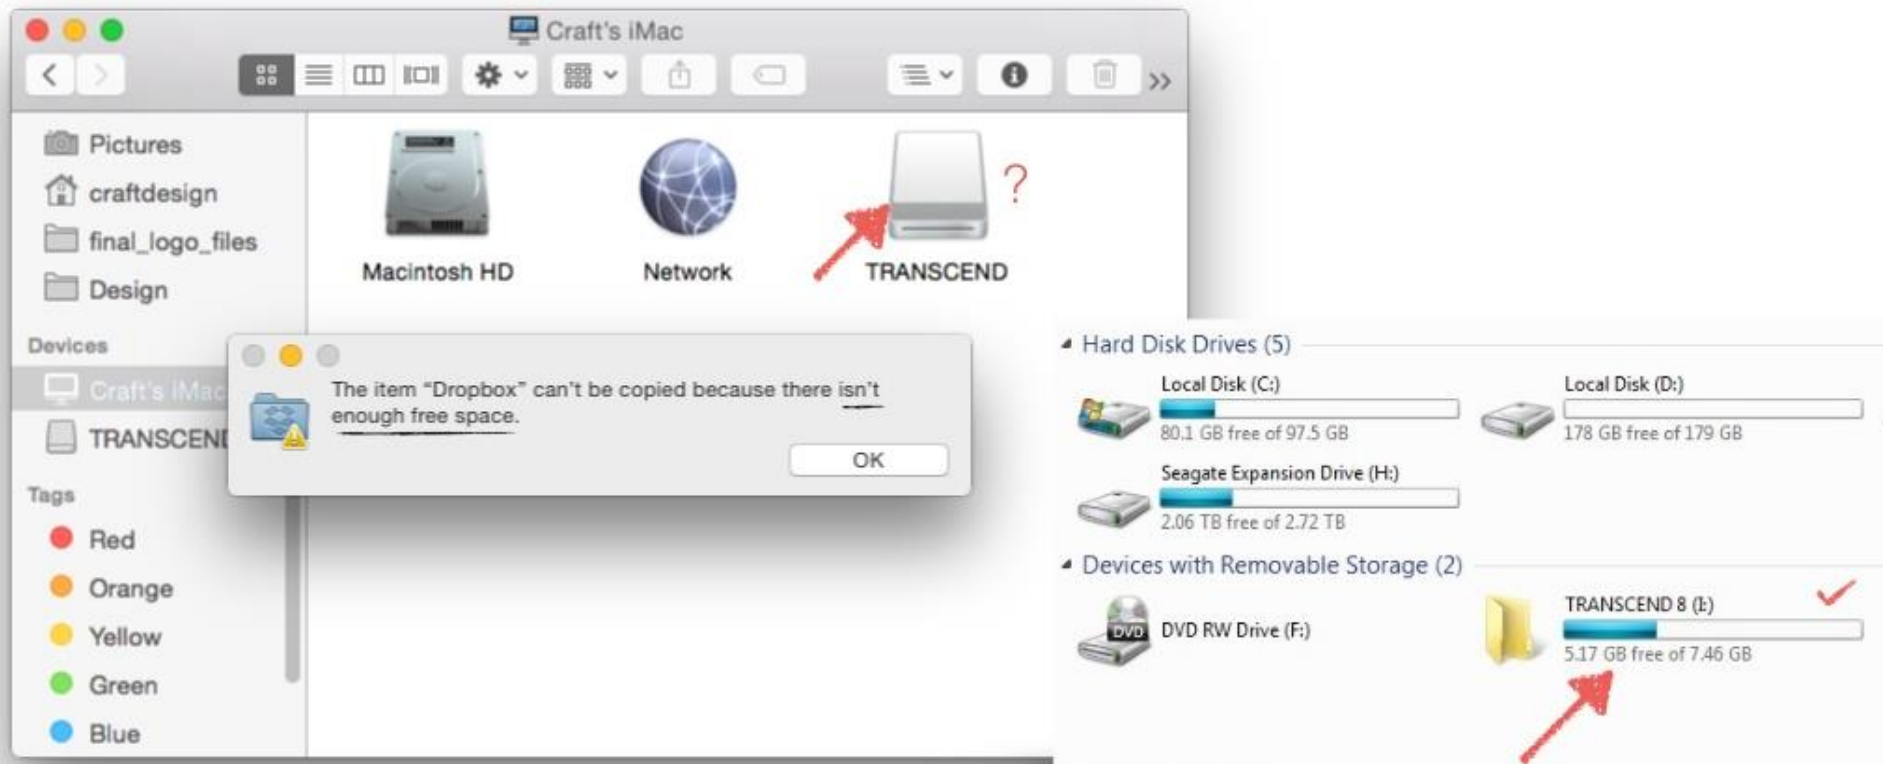 Craft's iMac
Pictures
craftdesign
final_logo_files
Design
Devices
Craft's iMac
TRANSCEND
Tags
Red
Orange
Yellow
Green
Blue
Macintosh HD
Network
TRANSCEND
?
The item “Dropbox” can't be copied because there isn't
enough free space.
OK
Hard Disk Drives (5)
Local Disk (C:)
80.1 GB free of 97.5 GB
Local Disk (D:)
178 GB free of 179 GB
Seagate Expansion Drive (H:)
2.06 TB free of 2.72 TB
Devices with Removable Storage (2)
DVD
DVD RW Drive (F:)
TRANSCEND 8 (I:)
5.17 GB free of 7.46 GB